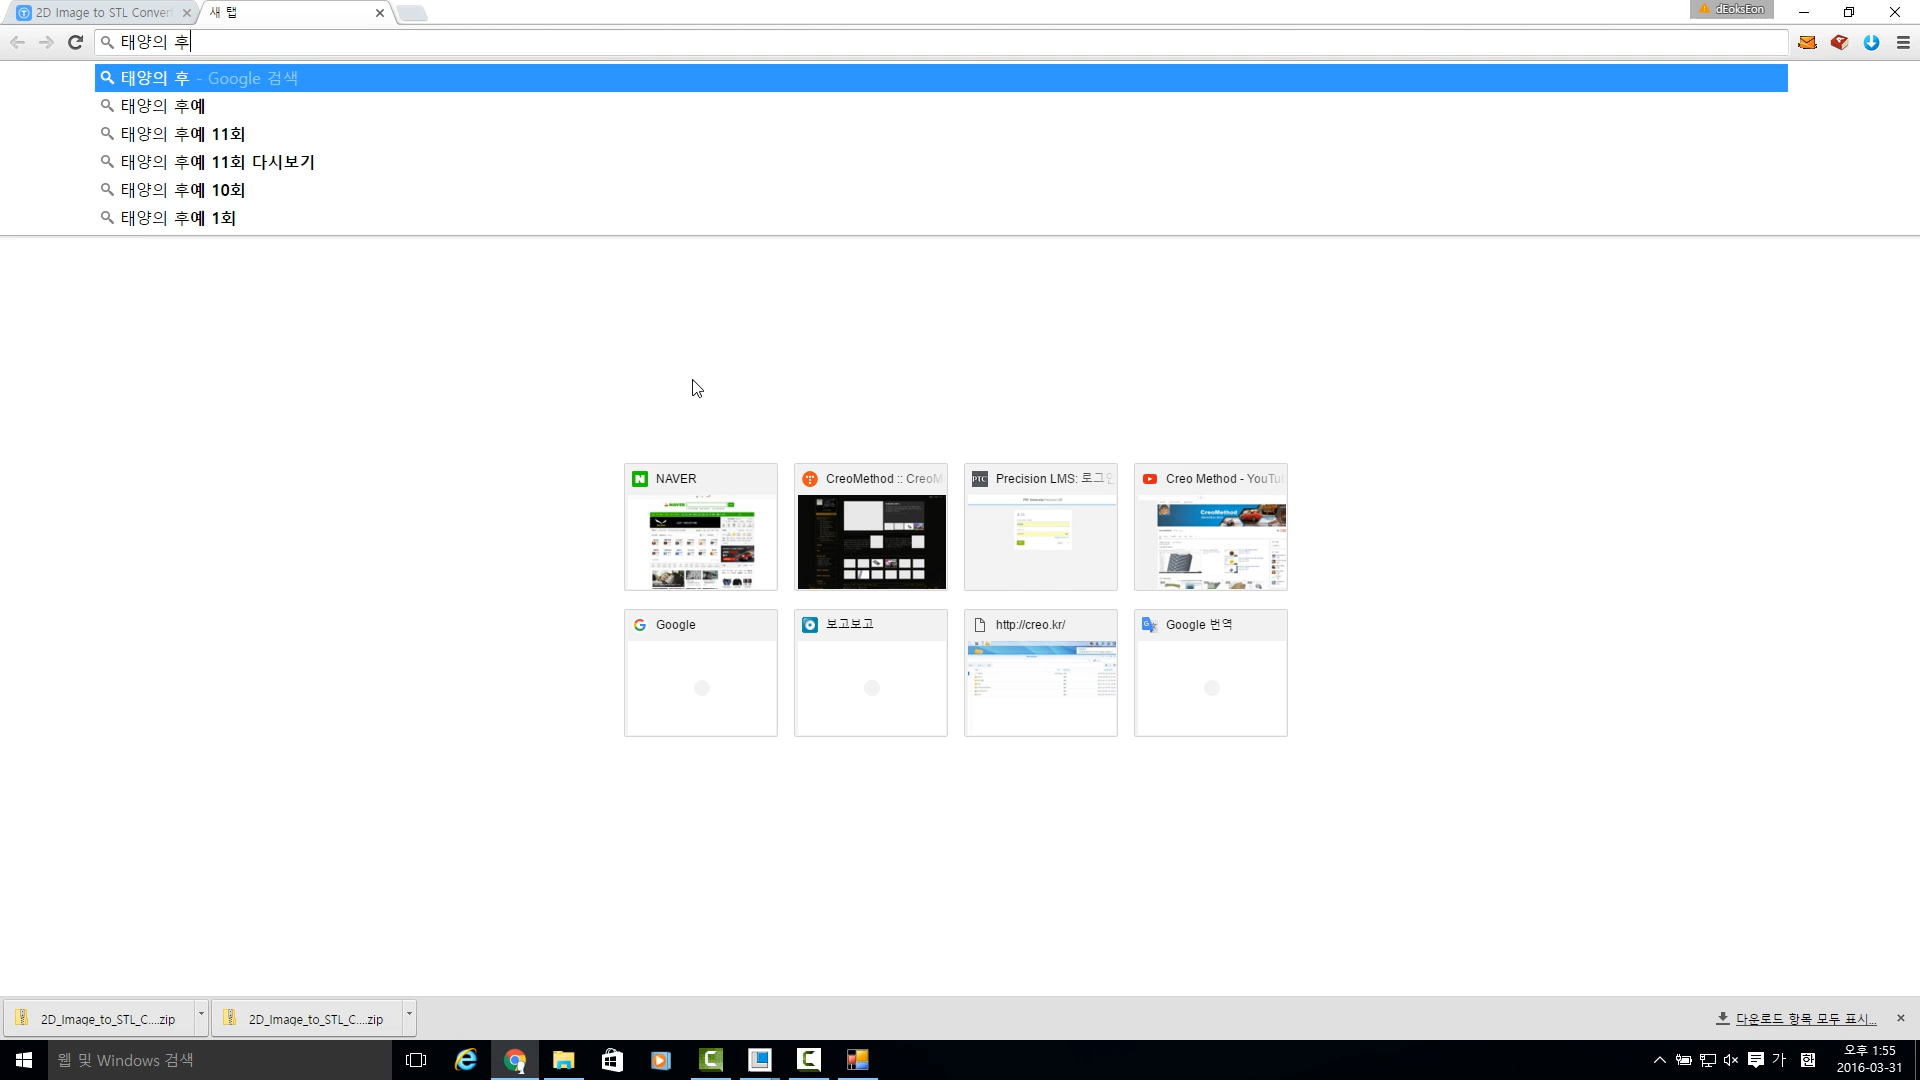 2D Image to STL Convert
새 탭
dEoksEon
태양의 후
태양의 후 - Google 검색
태양의 후예
태양의 후예 11회
태양의 후예 11회 다시보기
태양의 후예 10회
태양의 후예 1회
NAVER
CreoMethod :: CreoM
Precision LMS: 로그인
Creo Method - YouTu
CreoMethod
Google
보고보고
http://creo.kr/
Google 번역
2D_Image_to_STL_C....zip
2D_Image_to_STL_C....zip
다운로드 항목 모두 표시...
웹 및 Windows 검색
가
한
오후 1:55
2016-03-31